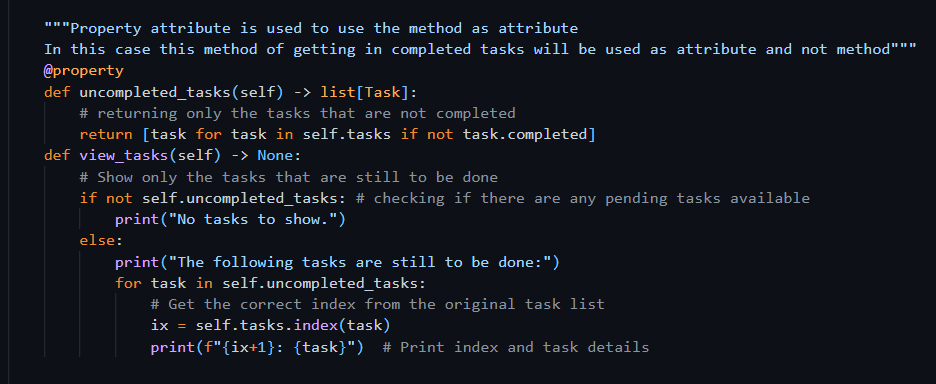 """Property attribute is used to use the method as attribute
In this case this method of getting in completed tasks will be used as attribute and not method"""
@property
def uncompleted_tasks(self) -> list[Task]:
    # returning only the tasks that are not completed
    return [task for task in self.tasks if not task.completed]
def view_tasks(self) -> None:
    # Show only the tasks that are still to be done
    if not self.uncompleted_tasks: # checking if there are any pending tasks available
        print("No tasks to show.")
    else:
        print("The following tasks are still to be done:")
        for task in self.uncompleted_tasks:
            # Get the correct index from the original task list
            ix = self.tasks.index(task)
            print(f"{ix+1}: {task}")  # Print index and task details